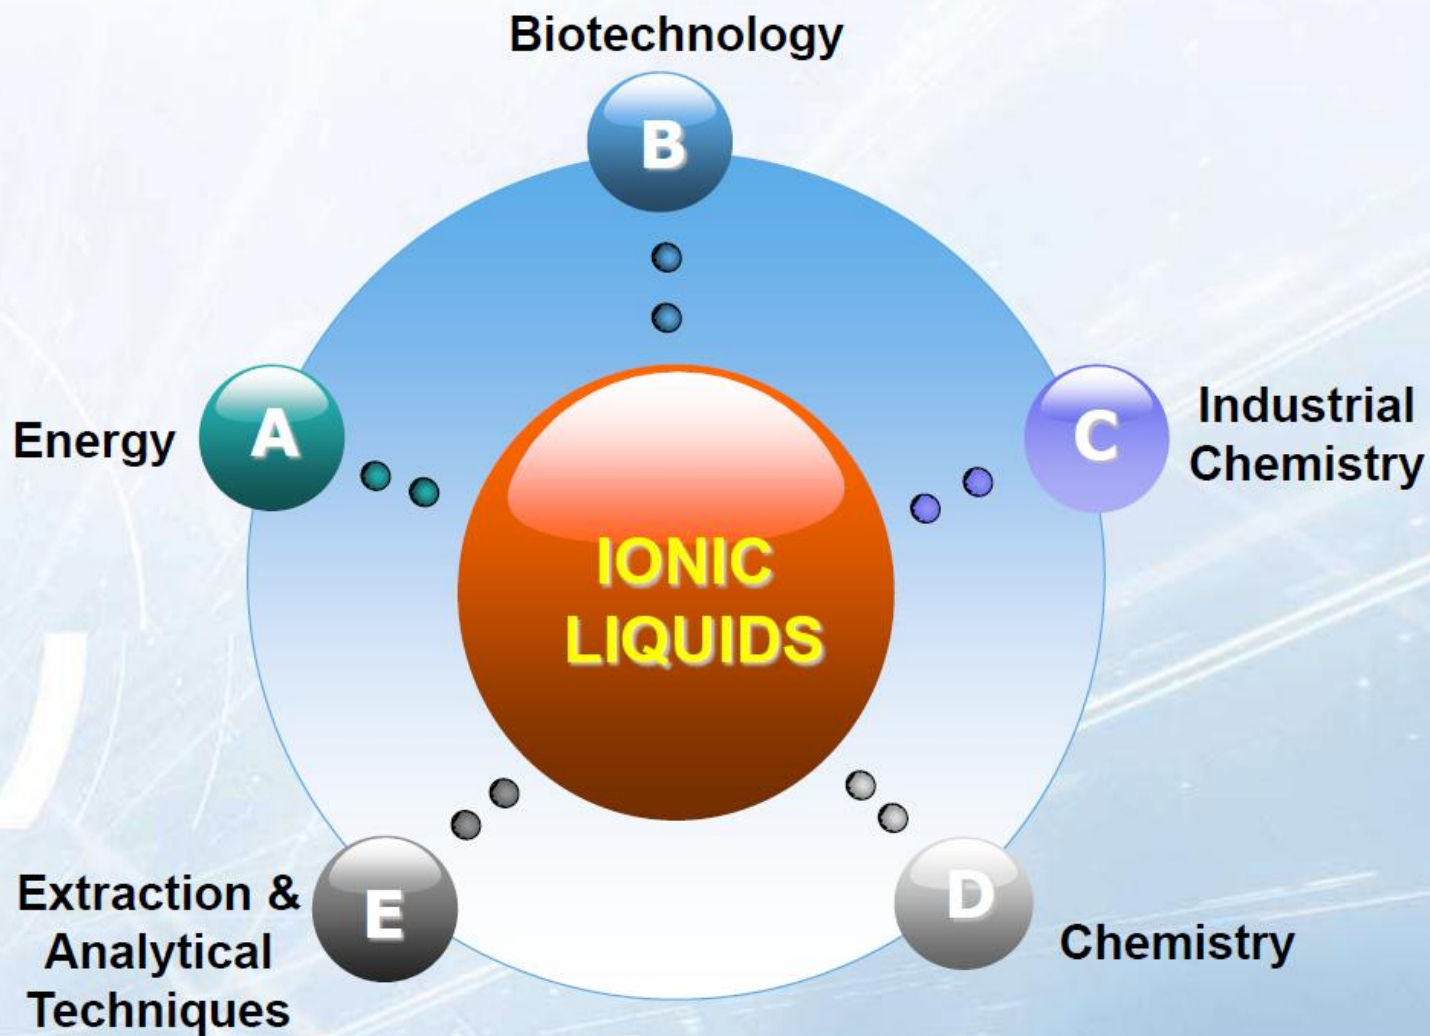 Biotechnology
B
Energy
A
C
Industrial
Chemistry
IONIC
LIQUIDS
Extraction &
Analytical
Techniques
E
D
Chemistry